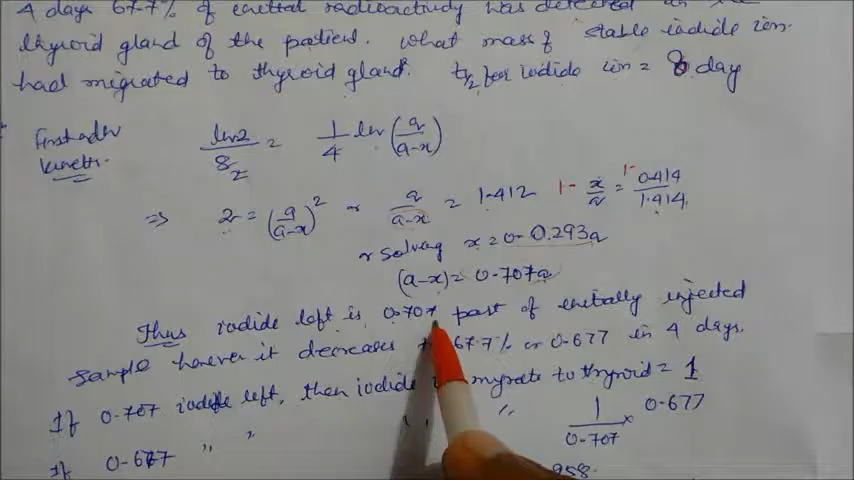 4 days 67.7% of initial radioactivity was detected in the
thyroid gland of the patient. What mass of stable iodide ion
had migrated to thyroid gland. t1/2 for iodide ion = 8 day
First order kinetics
ln2/8 = 1/4 ln(a/a-x)
=> 2 = (a/a-x)^2 or a/a-x = 1.412 1- x/a = 1- 0.414/1.414
or solving x = 0.293a
(a-x) = 0.707a
Thus iodide left is 0.707 part of initially injected
Sample however it decreases 67.7% or 0.677 in 4 days.
If 0.707 iodide left, then iodide migrate to thyroid = 1
If 0.677 " " " 1/0.707 × 0.677
958